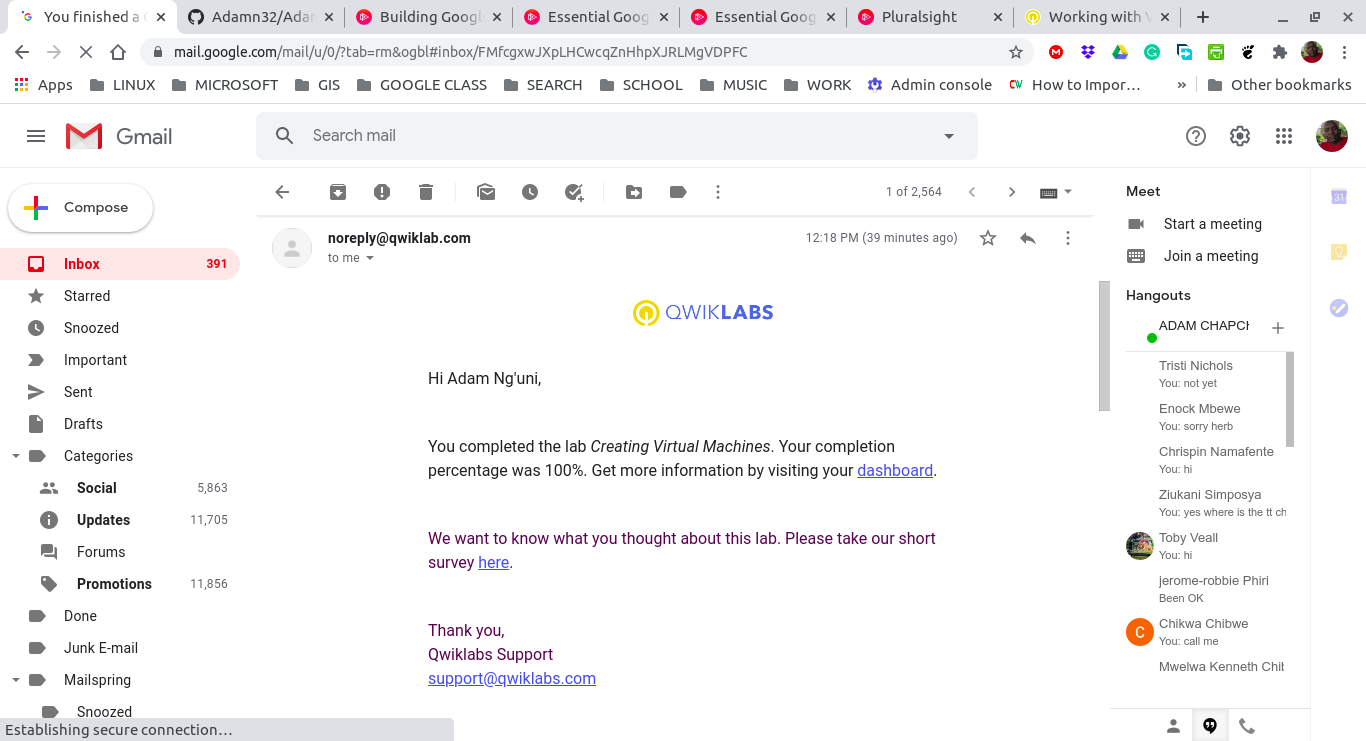 You finished a G
Adamn32/Adar
Building Googl
Essential Goog
Essential Goog
Pluralsight
Working with V
mail.google.com/mail/u/0/?tab=rm&ogbl#inbox/FMfcgxwJXpLHCwcqZnHhpXJRLMgVDPFC
Apps LINUX MICROSOFT GIS GOOGLE CLASS SEARCH SCHOOL MUSIC WORK Admin console How to Impor... » Other bookmarks
Gmail
Search mail
Compose
Inbox 391
Starred
Snoozed
Important
Sent
Drafts
Categories
Social 5,863
Updates 11,705
Forums
Promotions 11,856
Done
Junk E-mail
Mailspring
Snoozed
Establishing secure connection...
1 of 2,564
noreply@qwiklab.com
12:18 PM (39 minutes ago)
to me
QWIKLABS
Hi Adam Ng'uni,
You completed the lab Creating Virtual Machines. Your completion
percentage was 100%. Get more information by visiting your dashboard.
We want to know what you thought about this lab. Please take our short
survey here.
Thank you,
Qwiklabs Support
support@qwiklabs.com
Meet
Start a meeting
Join a meeting
Hangouts
ADAM CHAPCH
Tristi Nichols
You: not yet
Enock Mbewe
You: sorry herb
Chrispin Namafente
You: hi
Ziukani Simposya
You: yes where is the tt ch
Toby Veall
You: hi
jerome-robbie Phiri
Been OK
C
Chikwa Chibwe
You: call me
Mwelwa Kenneth Chit
31